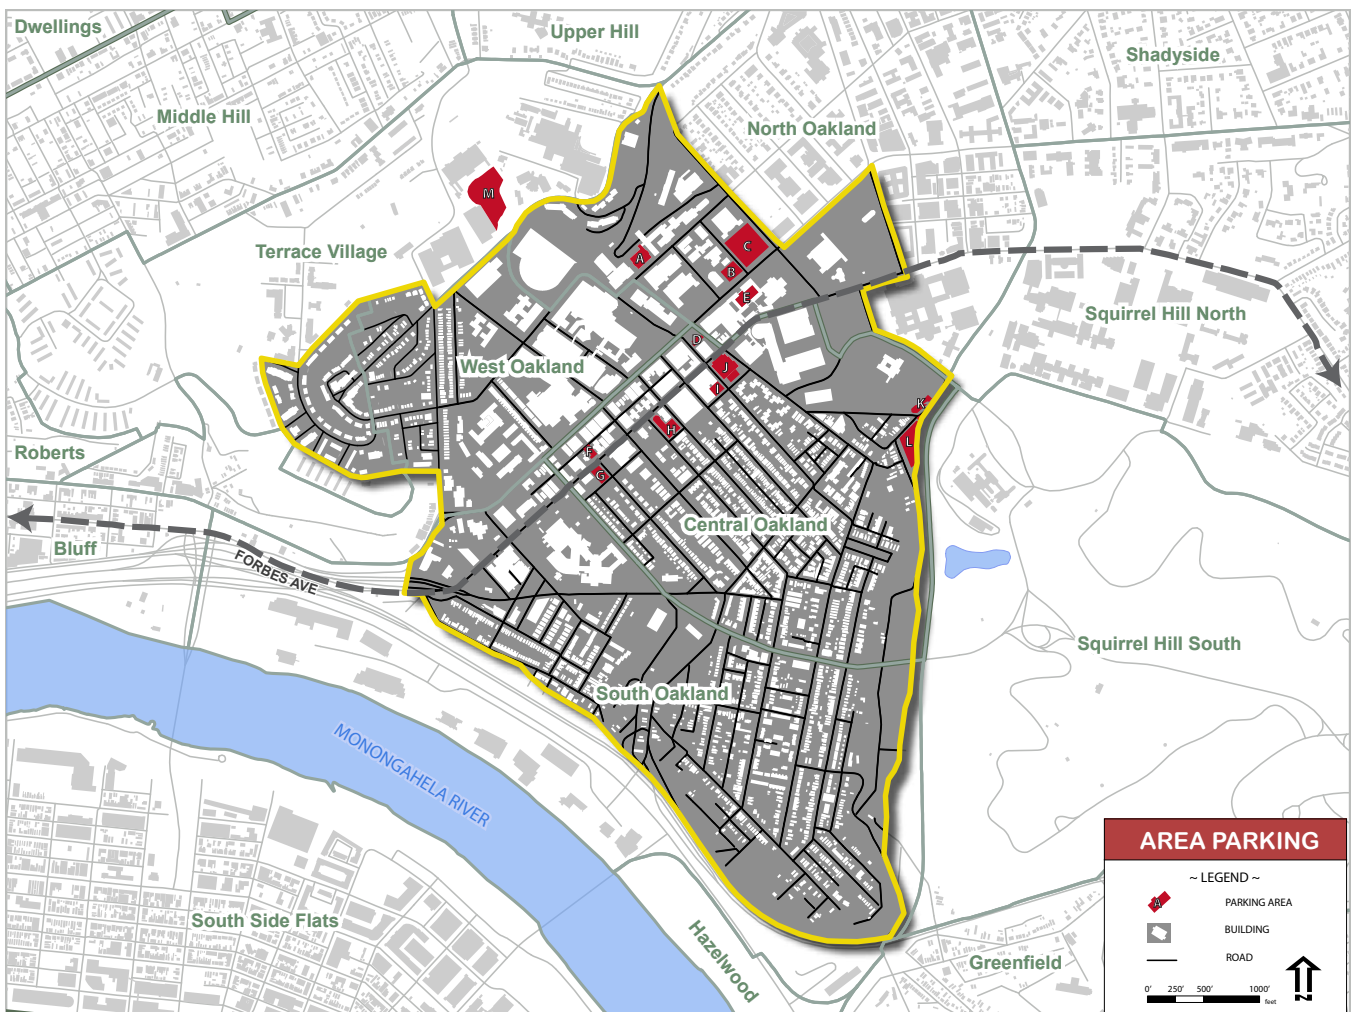 Dwellings
Upper Hill
Shadyside
Middle Hill
North Oakland
M
Terrace Village
C
A
B
E
Squirrel Hill North
D
West Oakland
J
I
K
H
L
F
Roberts
G
Central Oakland
Bluff
FORBES AVE
Squirrel Hill South
South Oakland
MONONGAHELA RIVER
AREA PARKING
~ LEGEND ~
A PARKING AREA
BUILDING
ROAD
0' 250' 500' 1000'
feet
N
South Side Flats
Hazelwood
Greenfield